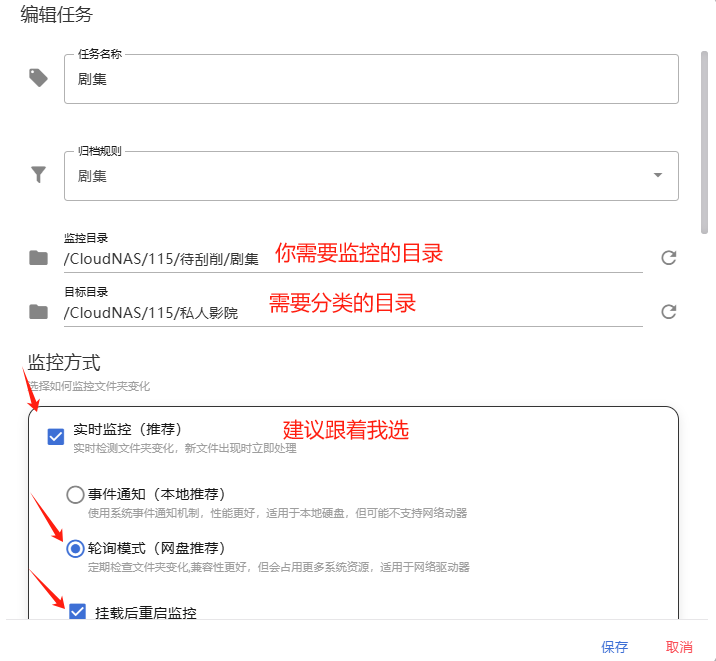 编辑任务
任务名称
剧集
归档规则
剧集
监控目录
/CloudNAS/115/待刮削/剧集
你需要监控的目录
目标目录
/CloudNAS/115/私人影院
需要分类的目录
监控方式
选择如何监控文件夹变化
实时监控（推荐）
建议跟着我选
实时检测文件夹变化，新文件出现时立即处理
事件通知（本地推荐）
使用系统事件通知机制，性能更好，适用于本地硬盘，但可能不支持网络动器
轮询模式（网盘推荐）
定期检查文件夹变化,兼容性更好，但会占用更多系统资源，适用于网络驱动器
挂载后重启监控
保存
取消